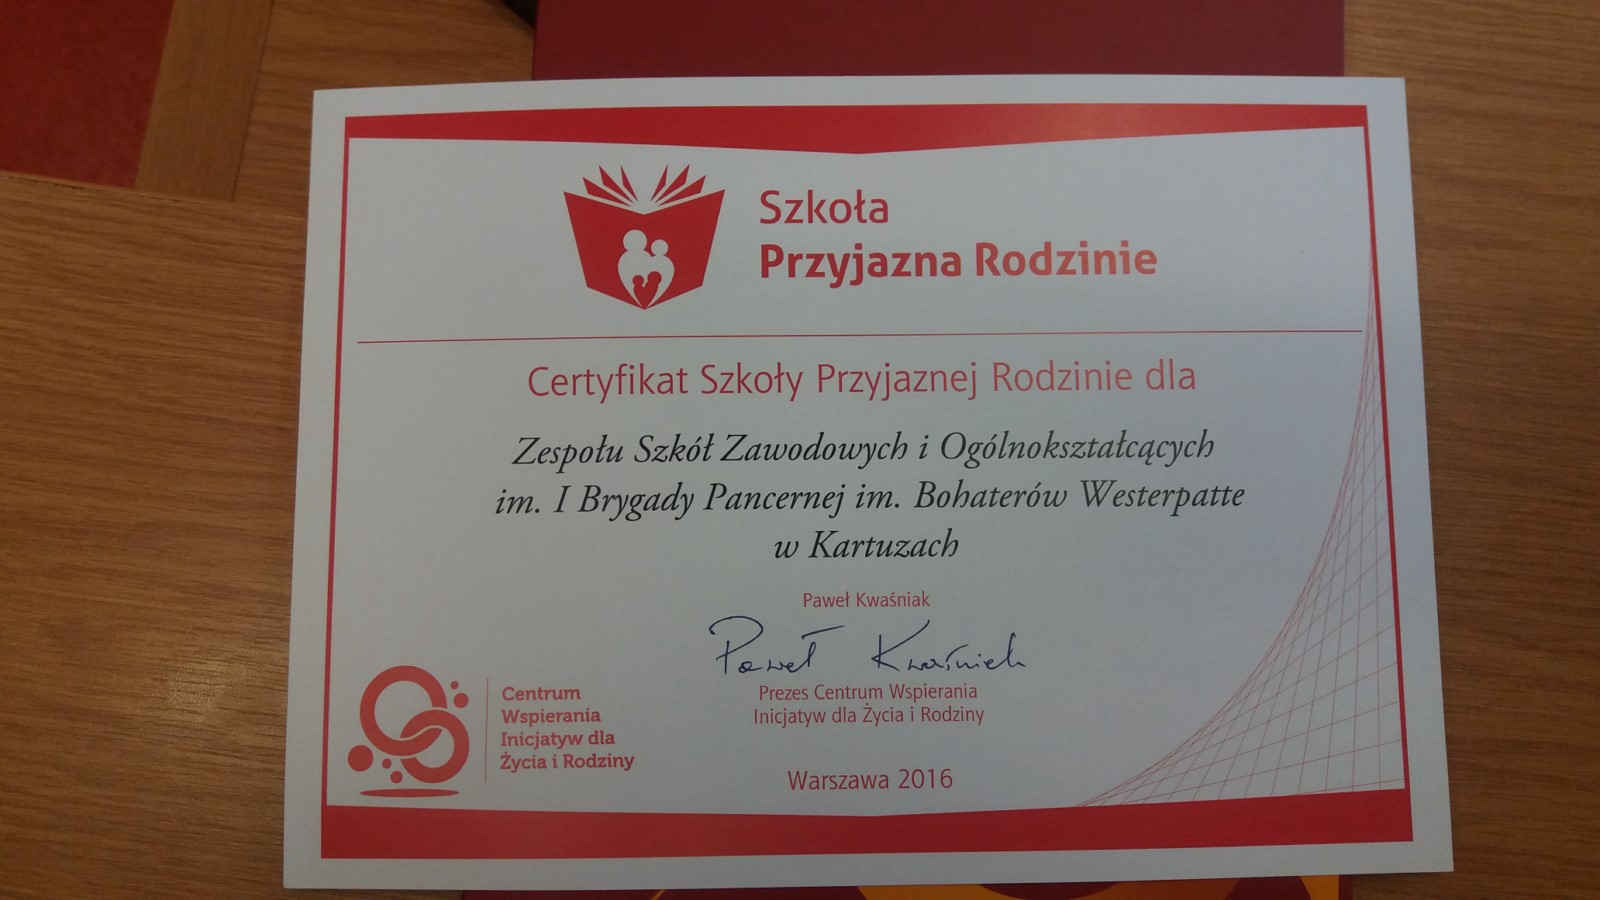 Szkoła
Przyjazna Rodzinie
Certyfikat Szkoły Przyjaznej Rodzinie dla
Zespołu Szkół Zawodowych i Ogólnokształcących
im. I Brygady Pancernej im. Bohaterów Westerpatte
w Kartuzach
Paweł Kwaśniak
Paweł Kwaśniak
Prezes Centrum Wspierania
Inicjatyw dla Życia i Rodziny
Centrum
Wspierania
Inicjatyw dla
Życia i Rodziny
Warszawa 2016